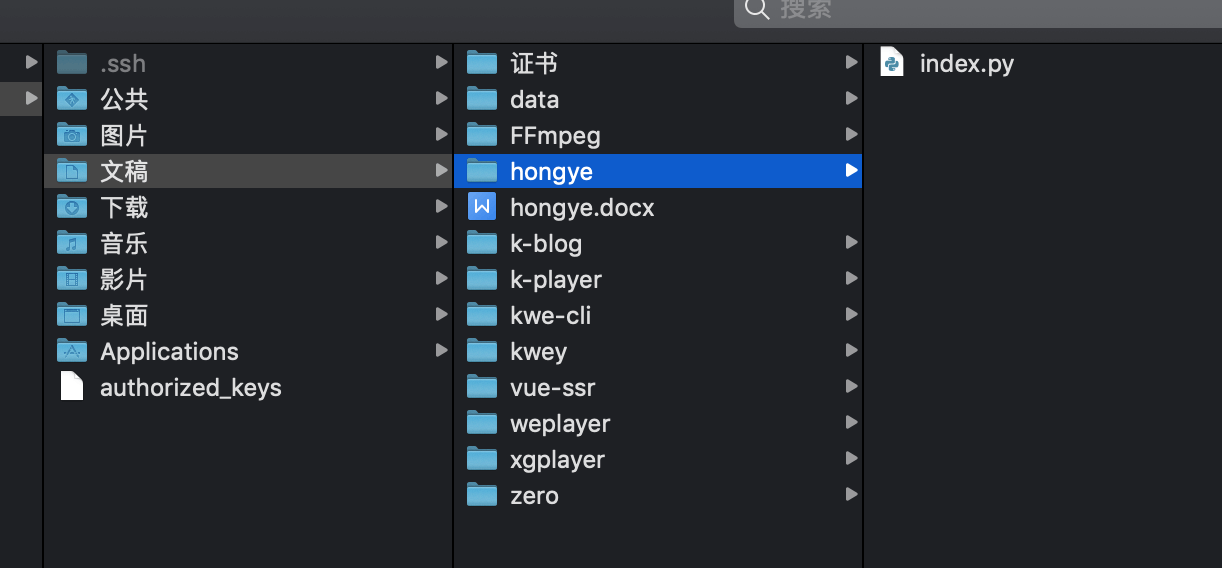 搜索
.ssh
公共
图片
文稿
下载
音乐
影片
桌面
Applications
authorized_keys
证书
data
FFmpeg
hongye
hongye.docx
k-blog
k-player
kwe-cli
kwey
vue-ssr
weplayer
xgplayer
zero
index.py